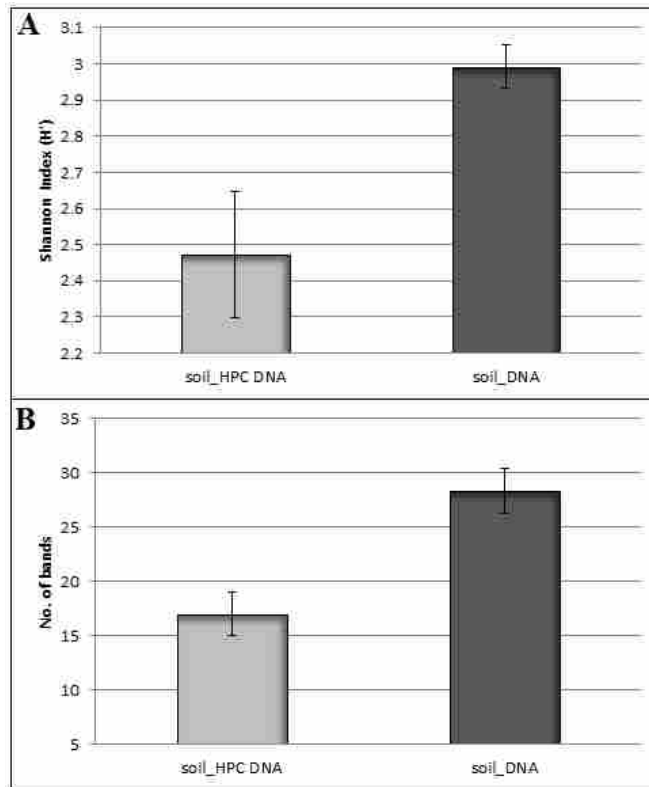 A
Shannon Index (H')
3.1
3
2.9
2.8
2.7
2.6
2.5
2.4
2.3
2.2
soil_HPC DNA soil_DNA
B
No. of bands
35
30
25
20
15
10
5
soil_HPC DNA soil_DNA